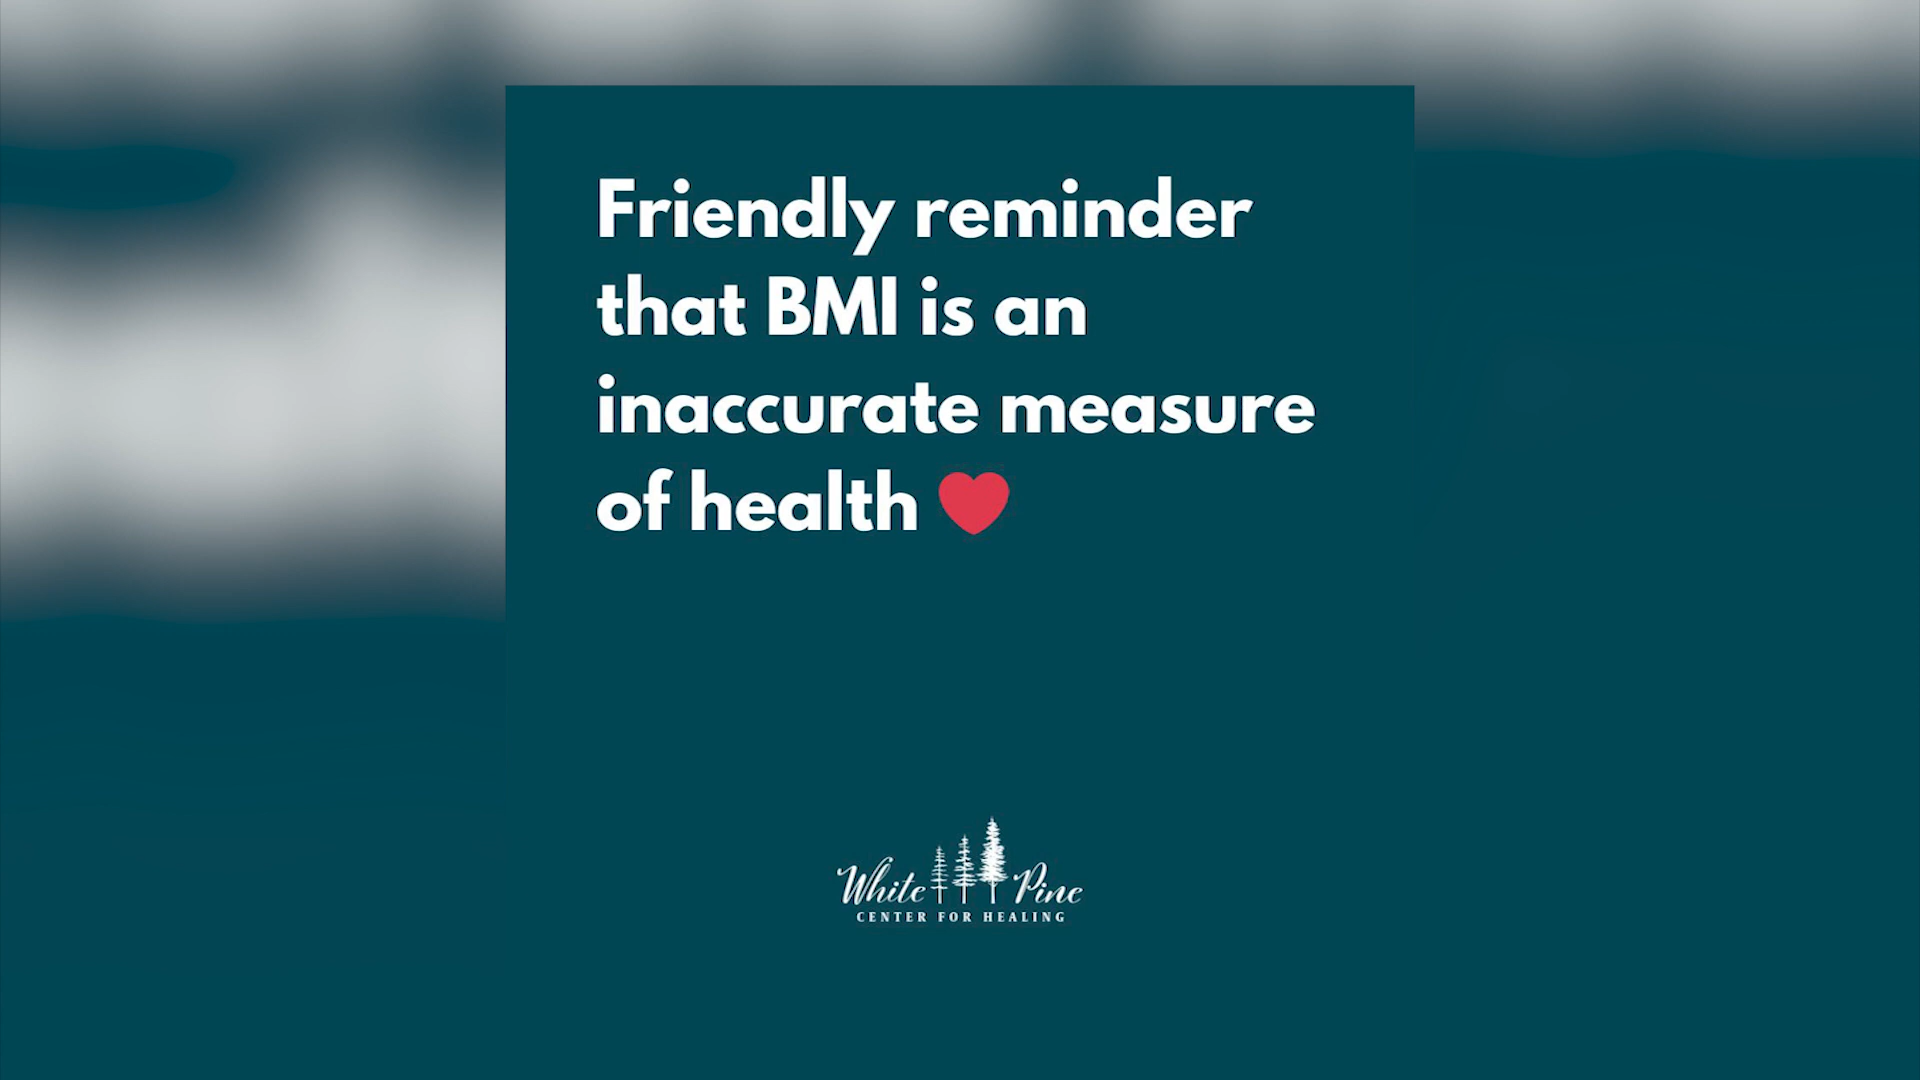 Friendly reminder
that BMI is an
inaccurate measure
of health ❤️
White Pine
CENTER FOR HEALING